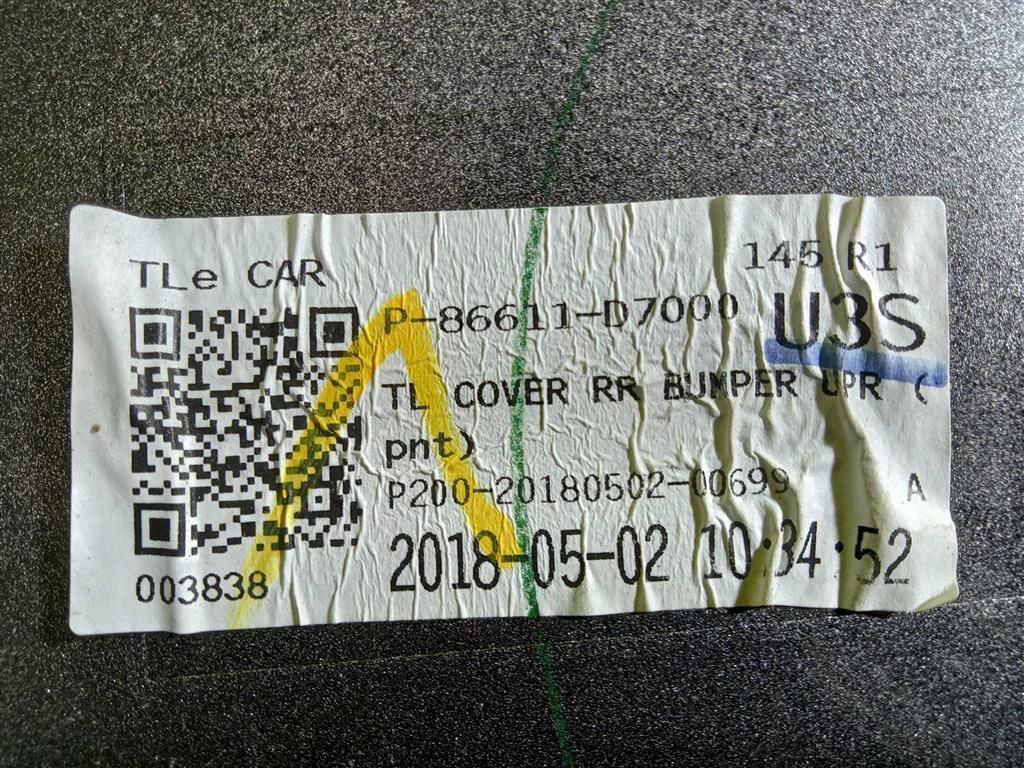 TLe CAR
145 R1
P-86611-D7000
U3S
TL COVER RR BUMPER UPR (
pnt)
P200-20180502-00699
A
003838
2018-05-02 10:34:52